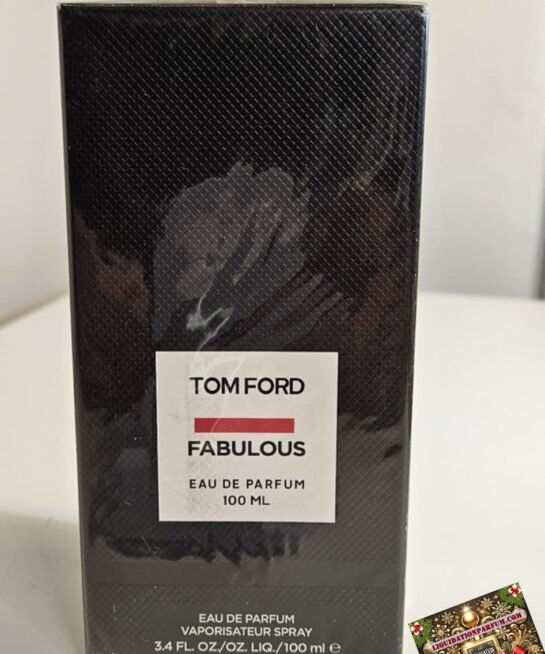 TOM FORD
FABULOUS
EAU DE PARFUM
100 ML
EAU DE PARFUM
VAPORISATEUR SPRAY
3.4 FL. OZ./OZ. LIQ./100 ml e
LIQUIDATIONPARFUM.COM